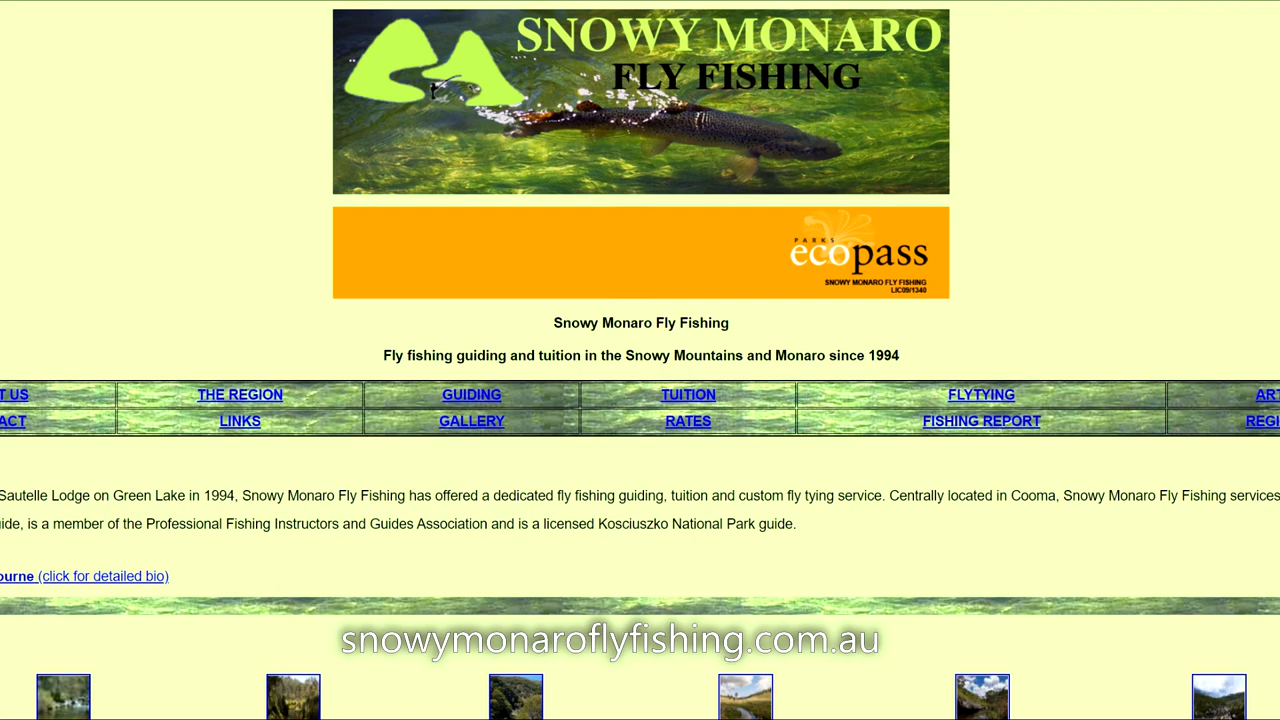 SNOWY MONARO
FLY FISHING
PARKS
ecopass
SNOWY MONARO FLY FISHING
LIC09/1340
Snowy Monaro Fly Fishing
Fly fishing guiding and tuition in the Snowy Mountains and Monaro since 1994
T US THE REGION GUIDING TUITION FLYTYING ART
ACT LINKS GALLERY RATES FISHING REPORT REGI
Sautelle Lodge on Green Lake in 1994, Snowy Monaro Fly Fishing has offered a dedicated fly fishing guiding, tuition and custom fly tying service. Centrally located in Cooma, Snowy Monaro Fly Fishing services
ide, is a member of the Professional Fishing Instructors and Guides Association and is a licensed Kosciuszko National Park guide.
ourne (click for detailed bio)
snowymonaroflyfishing.com.au